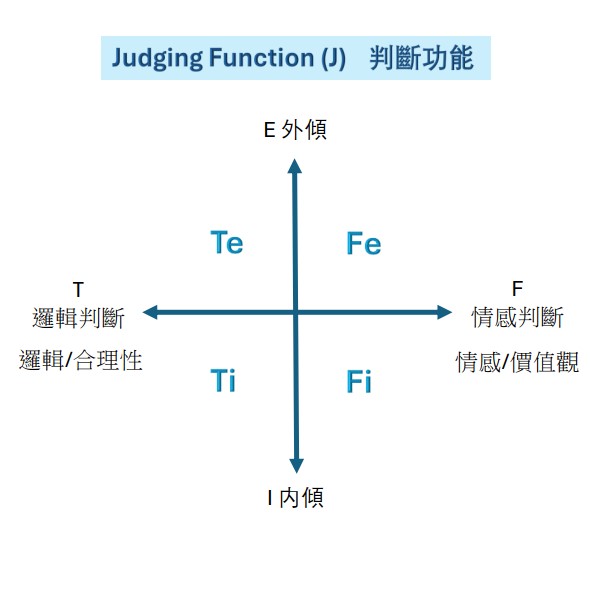 Judging Function (J) 判斷功能
E 外傾
Te
Fe
T
邏輯判斷
邏輯/合理性
F
情感判斷
情感/價值觀
Ti
Fi
I 內傾